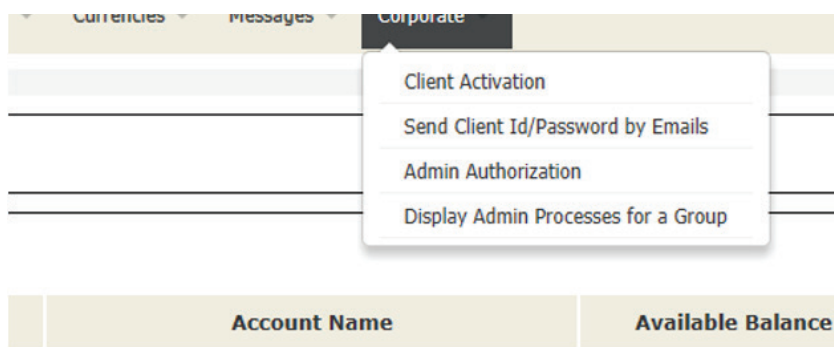 Currencies Messages Corporate
Client Activation
Send Client Id/Password by Emails
Admin Authorization
Display Admin Processes for a Group
Account Name Available Balance